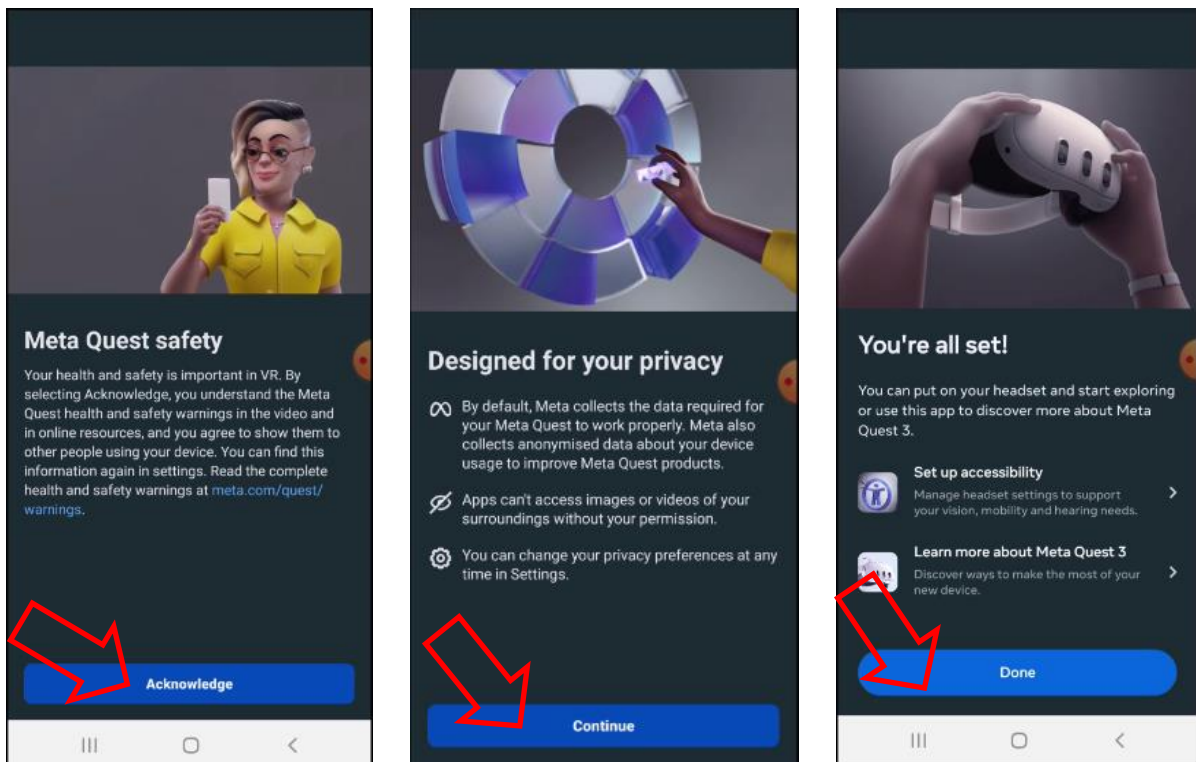 Meta Quest safety
Your health and safety is important in VR. By
selecting Acknowledge, you understand the Meta
Quest health and safety warnings in the video and
in online resources, and you agree to show them to
other people using your device. You can find this
information again in settings. Read the complete
health and safety warnings at meta.com/quest/
warnings.
Acknowledge
Designed for your privacy
By default, Meta collects the data required for
your Meta Quest to work properly. Meta also
collects anonymised data about your device
usage to improve Meta Quest products.
Apps can't access images or videos of your
surroundings without your permission.
You can change your privacy preferences at any
time in Settings.
Continue
You're all set!
You can put on your headset and start exploring
or use this app to discover more about Meta
Quest 3.
Set up accessibility
Manage headset settings to support
your vision, mobility and hearing needs.
Learn more about Meta Quest 3
Discover ways to make the most of your
new device.
Done